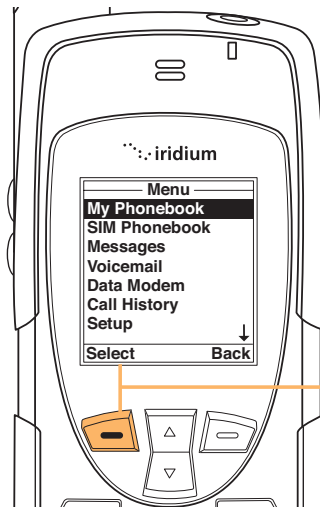 iridium
Menu
My Phonebook
SIM Phonebook
Messages
Voicemail
Data Modem
Call History
Setup
Select Back